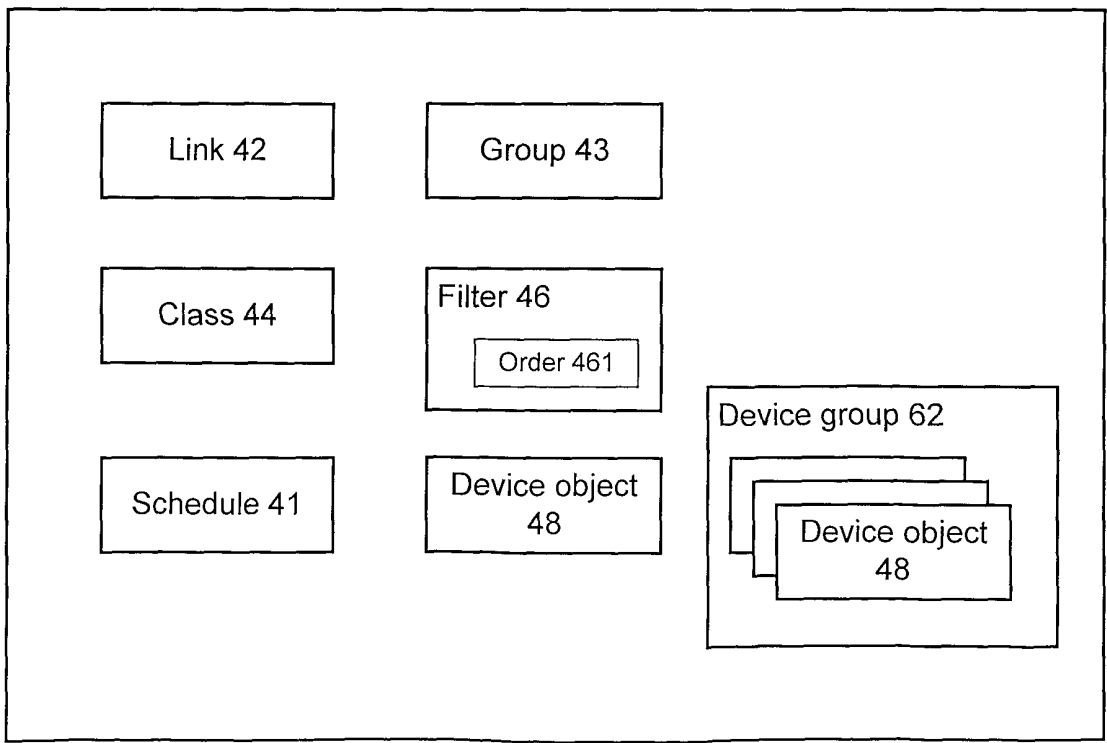 Link 42
Group 43
Class 44
Filter 46
Order 461
Device group 62
Schedule 41
Device object
48
Device object
48